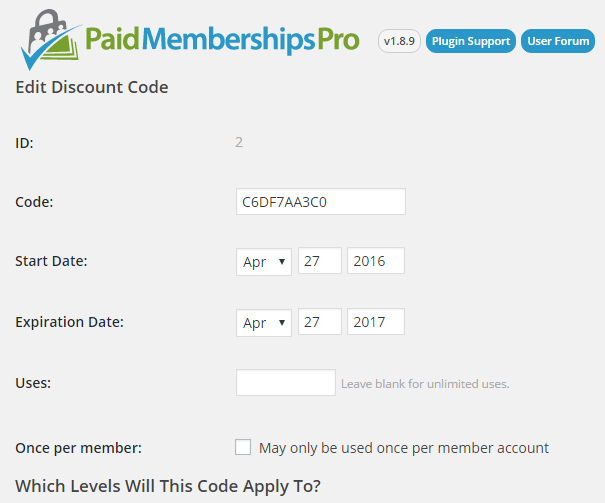 PaidMembershipsPro v1.8.9 Plugin Support User Forum
Edit Discount Code
ID: 2
Code: C6DF7AA3C0
Start Date: Apr 27 2016
Expiration Date: Apr 27 2017
Uses: Leave blank for unlimited uses.
Once per member: May only be used once per member account
Which Levels Will This Code Apply To?